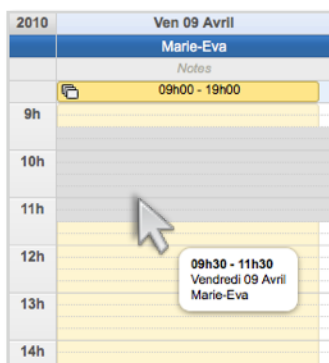 2010 Ven 09 Avril
Marie-Eva
Notes
09h00 - 19h00
9h
10h
11h
12h
09h30 - 11h30
Vendredi 09 Avril
Marie-Eva
13h
14h